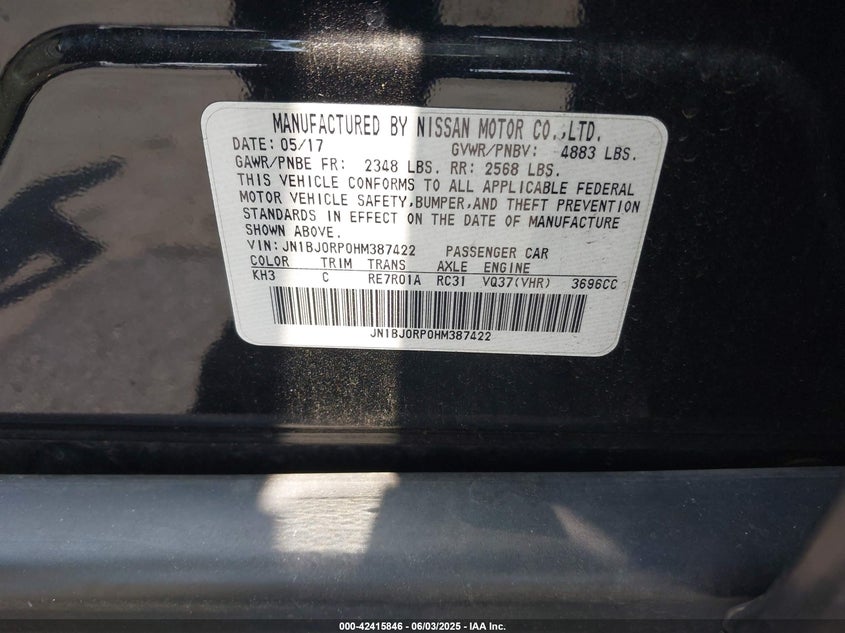 MANUFACTURED BY NISSAN MOTOR CO.,LTD.
DATE: 05/17 GVWR/PNBV: 4883 LBS.
GAWR/PNBE FR: 2348 LBS. RR: 2568 LBS.
THIS VEHICLE CONFORMS TO ALL APPLICABLE FEDERAL
MOTOR VEHICLE SAFETY,BUMPER,AND THEFT PREVENTION
STANDARDS IN EFFECT ON THE DATE OF MANUFACTURE
SHOWN ABOVE.
VIN:JN1BJ0RP0HM387422 PASSENGER CAR
COLOR TRIM TRANS AXLE ENGINE
KH3 C RE7R01A RC31 VQ37(VHR) 3696CC
JN1BJ0RP0HM387422
000-42415846 - 06/03/2025 - IAA Inc.